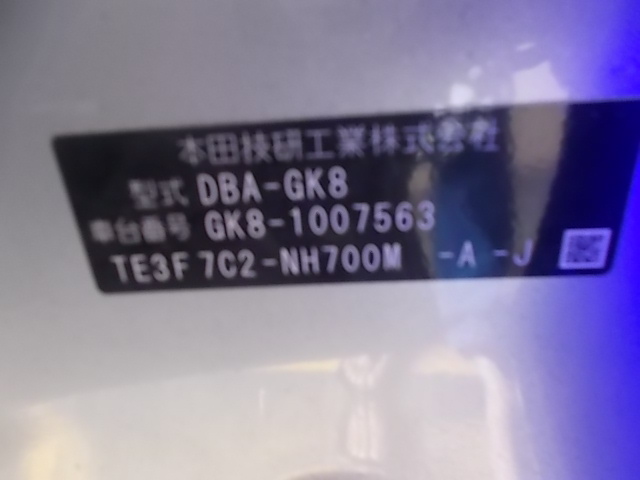 本田技研工業株式会社
型式 DBA-GK8
車台番号 GK8-1007563
TE3F7C2-NH700M -A -J